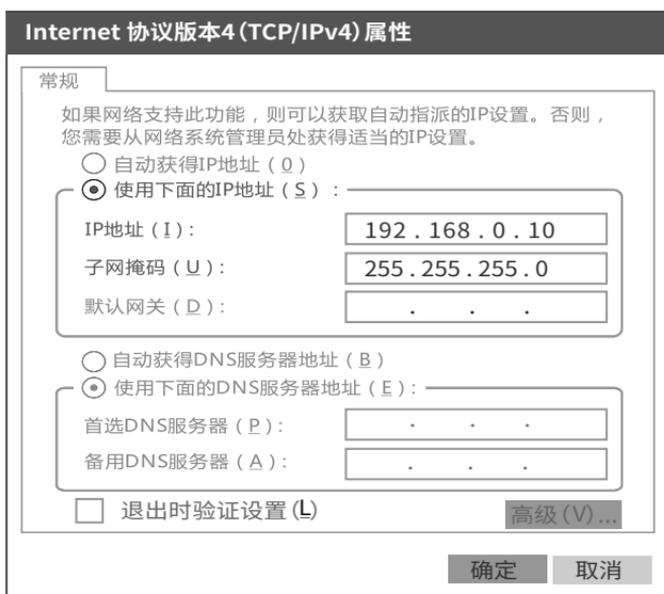 Internet 协议版本4(TCP/IPv4)属性
常规
如果网络支持此功能，则可以获取自动指派的IP设置。否则，
您需要从网络系统管理员处获得适当的IP设置。
自动获得IP地址(0)
使用下面的IP地址(S)：
IP地址(I)： 192.168.0.10
子网掩码(U)： 255.255.255.0
默认网关(D)： . . .
自动获得DNS服务器地址(B)
使用下面的DNS服务器地址(E)：
首选DNS服务器(P)： . . .
备用DNS服务器(A)： . . .
退出时验证设置(L)
高级(V)...
确定 取消